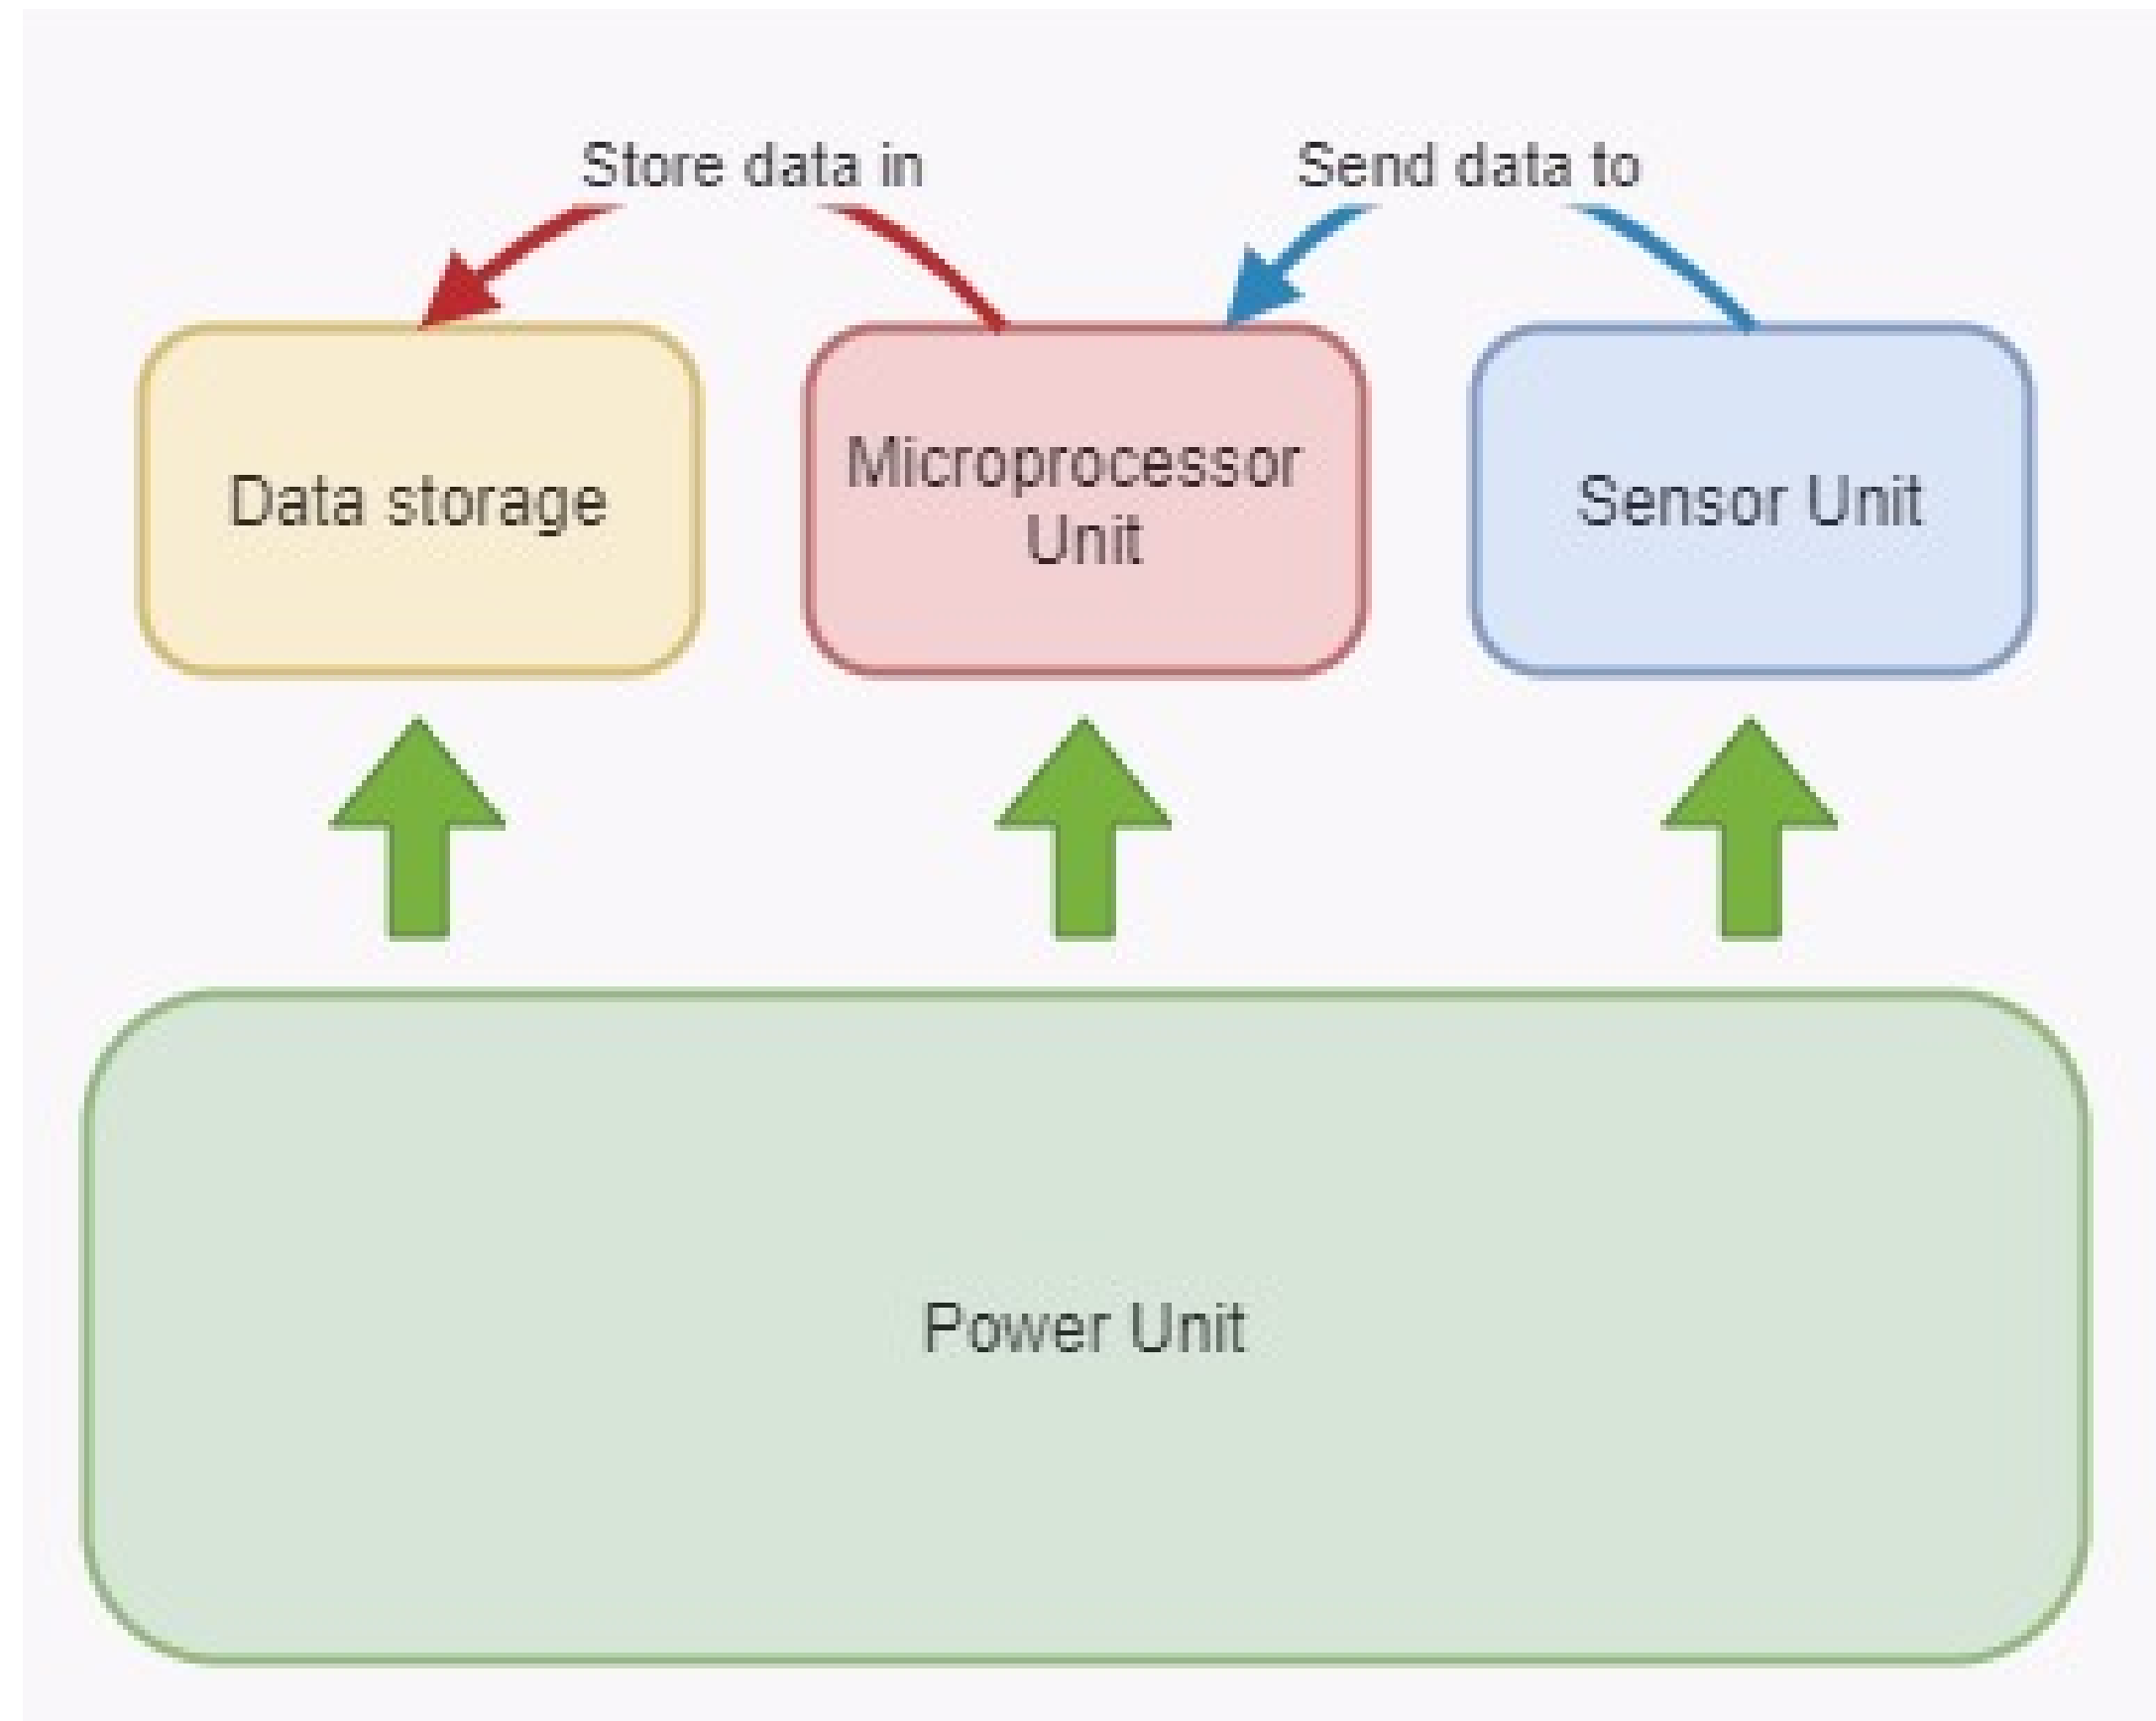 Store data in
Send data to
Data storage
Microprocessor
Unit
Sensor Unit
Power Unit